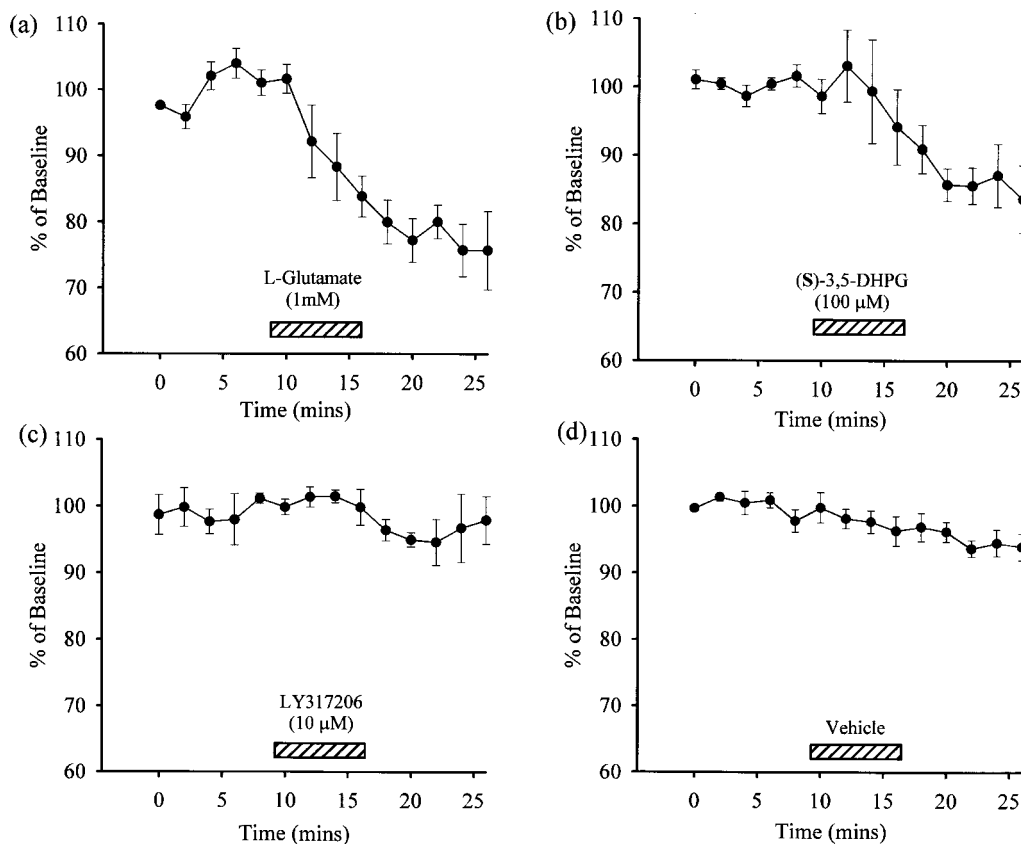 (a)
110
100
90
80
70
60
% of Baseline
L-Glutamate
(1mM)
0 5 10 15 20 25
Time (mins)
(b)
110
100
90
80
70
60
% of Baseline
(S)-3,5-DHPG
(100 μM)
0 5 10 15 20 25
Time (mins)
(c)
110
100
90
80
70
60
% of Baseline
LY317206
(10 μM)
0 5 10 15 20 25
Time (mins)
(d)
110
100
90
80
70
60
% of Baseline
Vehicle
0 5 10 15 20 25
Time (mins)